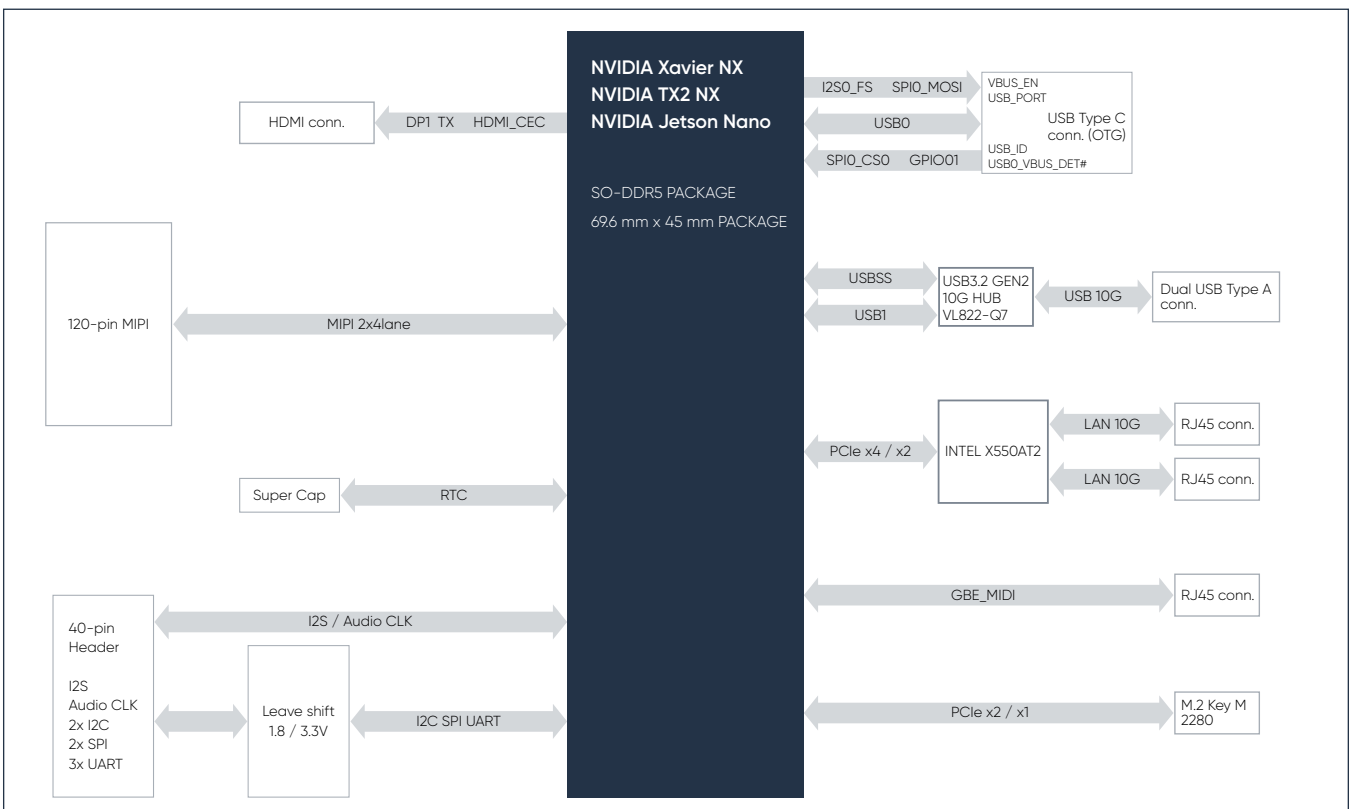 NVIDIA Xavier NX
NVIDIA TX2 NX
NVIDIA Jetson Nano
SO-DDR5 PACKAGE
69.6 mm x 45 mm PACKAGE
HDMI conn.
DP1 TX HDMI_CEC
120-pin MIPI
MIPI 2x4lane
Super Cap
RTC
40-pin
Header
I2S
Audio CLK
2x I2C
2x SPI
3x UART
I2S / Audio CLK
Leave shift
1.8 / 3.3V
I2C SPI UART
I2S0_FS SPI0_MOSI
USB0
SPI0_CS0 GPIO01
VBUS_EN
USB_PORT
USB Type C
conn. (OTG)
USB_ID
USB0_VBUS_DET#
USBSS
USB1
USB3.2 GEN2
10G HUB
VL822-Q7
USB 10G
Dual USB Type A
conn.
PCIe x4 / x2
INTEL X550AT2
LAN 10G
RJ45 conn.
LAN 10G
RJ45 conn.
GBE_MIDI
RJ45 conn.
PCIe x2 / x1
M.2 Key M
2280